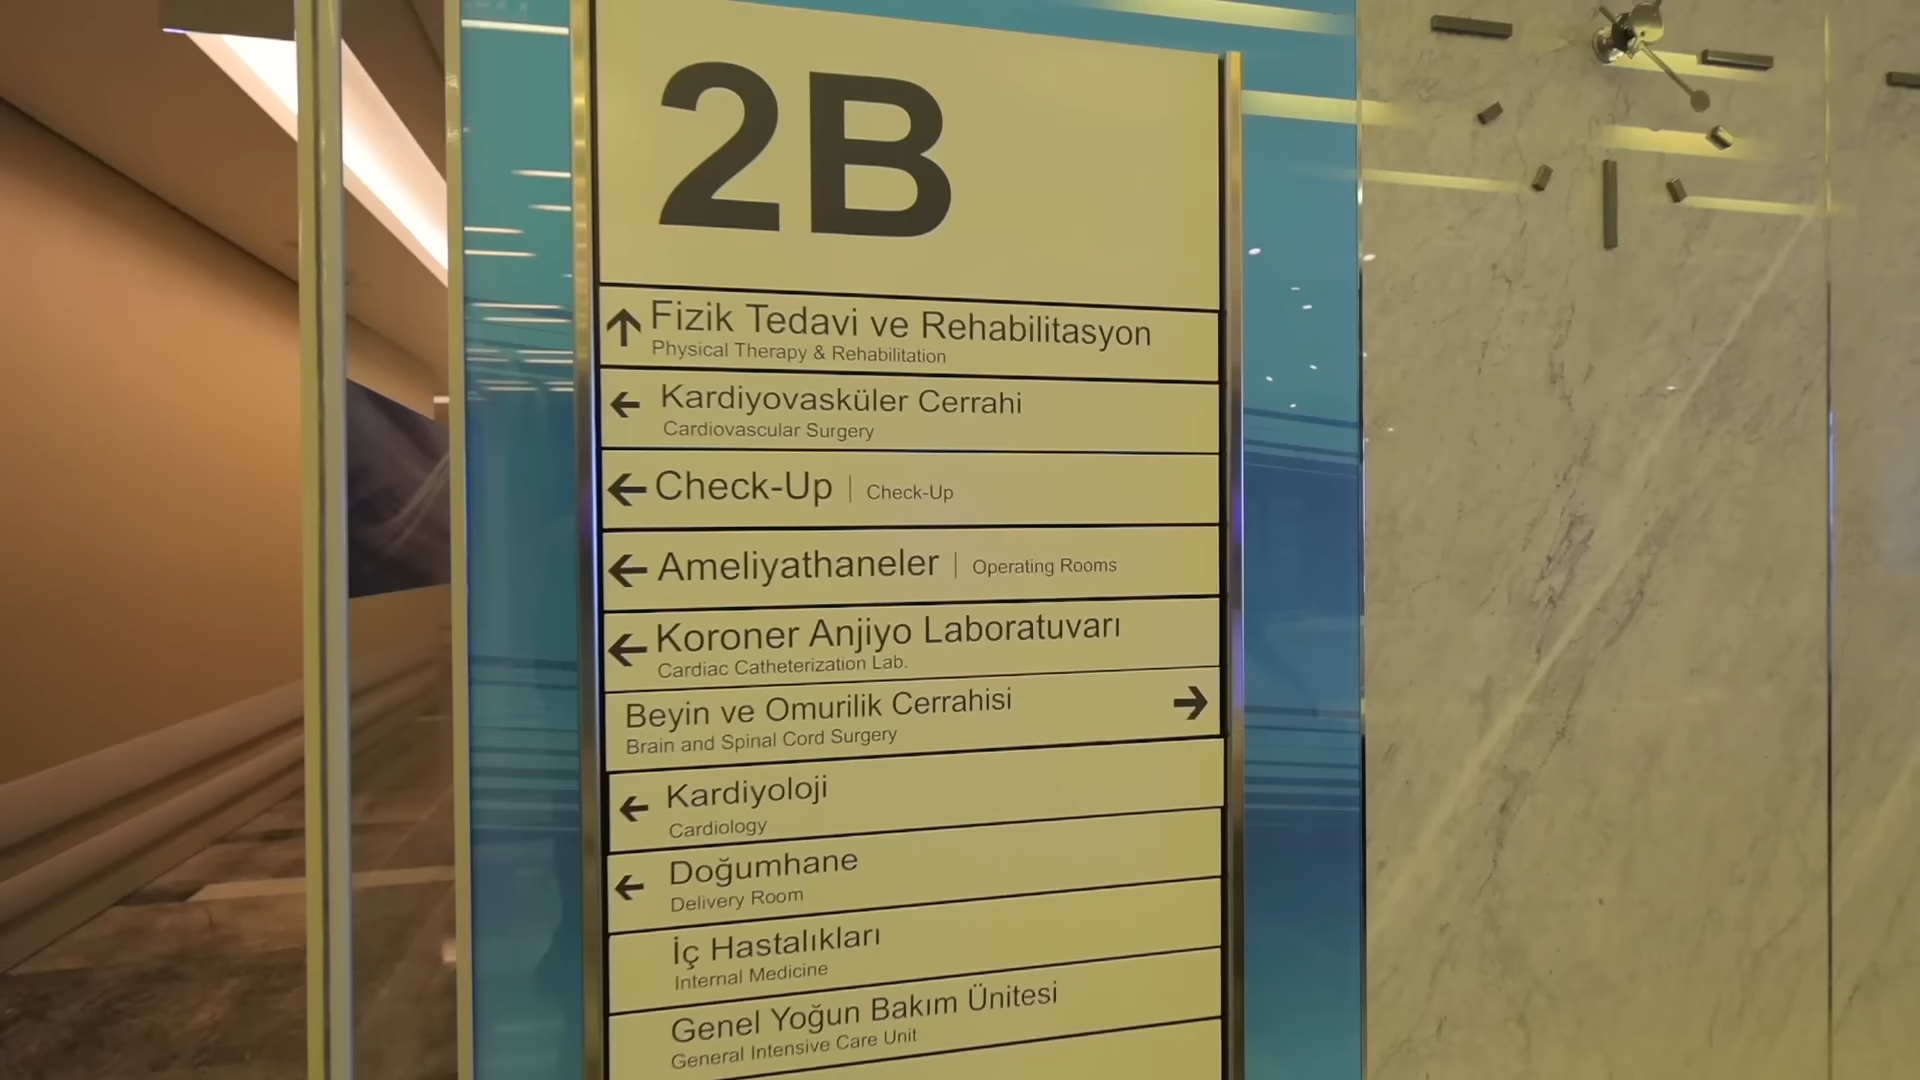 2B
Fizik Tedavi ve Rehabilitasyon
Physical Therapy & Rehabilitation
Kardiyovasküler Cerrahi
Cardiovascular Surgery
Check-Up | Check-Up
Ameliyathaneler | Operating Rooms
Koroner Anjiyo Laboratuvarı
Cardiac Catheterization Lab.
Beyin ve Omurilik Cerrahisi
Brain and Spinal Cord Surgery
Kardiyoloji
Cardiology
Doğumhane
Delivery Room
İç Hastalıkları
Internal Medicine
Genel Yoğun Bakım Ünitesi
General Intensive Care Unit